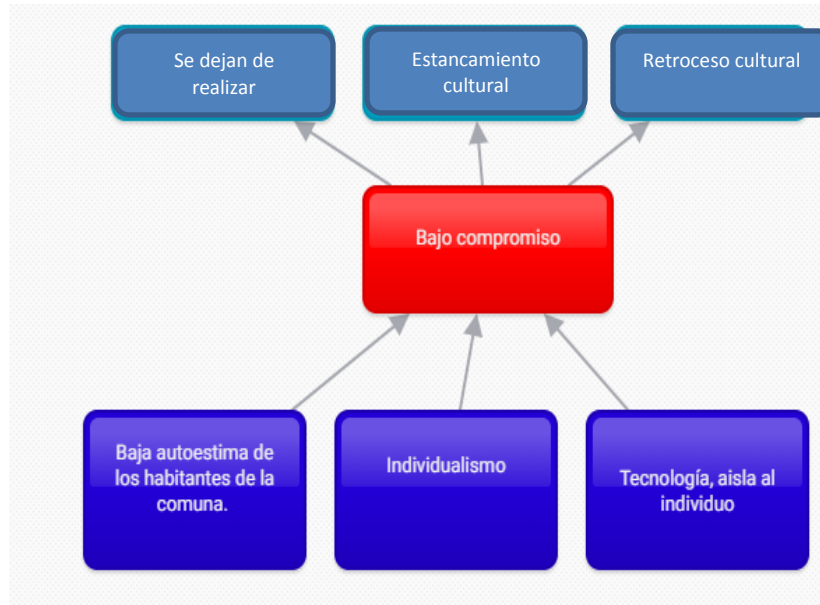 Se dejan de
realizar
Estancamiento
cultural
Retroceso cultural
Bajo compromiso
Baja autoestima de
los habitantes de la
comuna.
Individualismo
Tecnología, aisla al
individuo